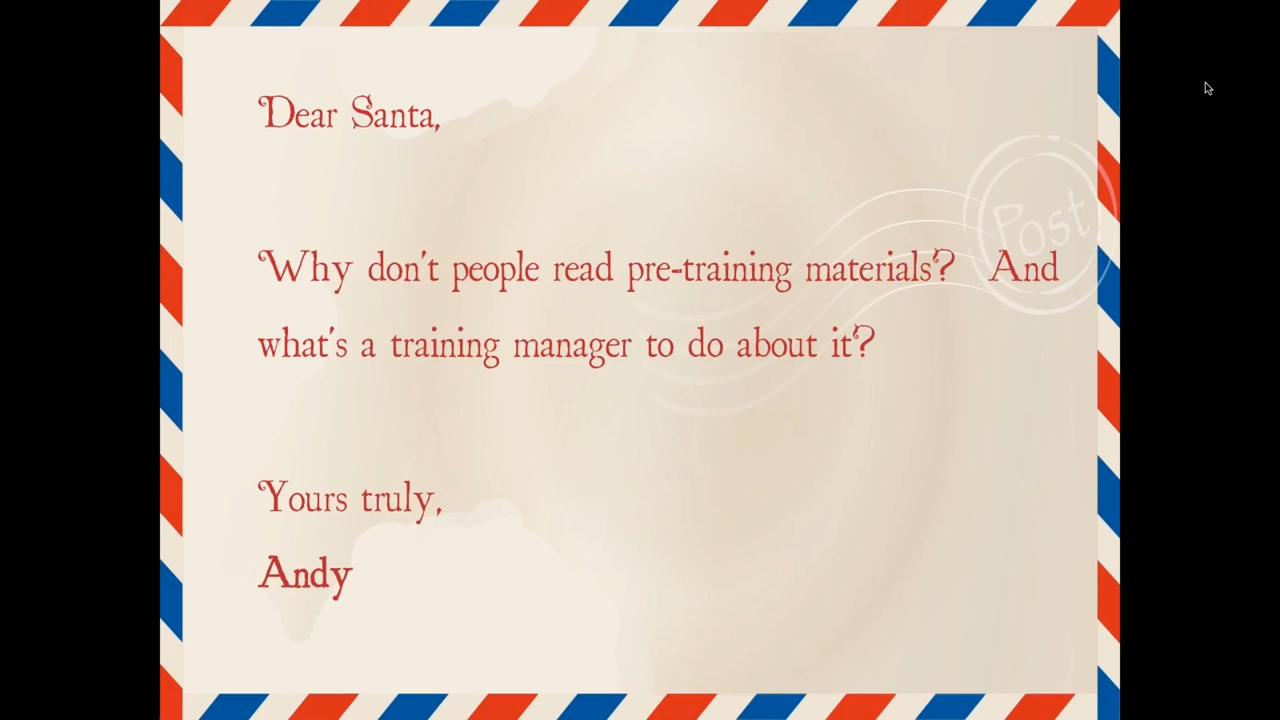 Dear Santa,
Post
Why don't people read pre-training materials? And
what's a training manager to do about it?
Yours truly,
Andy